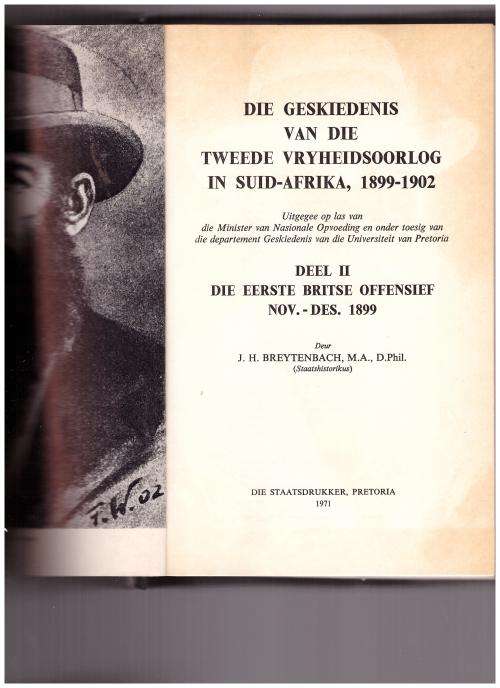 DIE GESKIEDENIS
VAN DIE
TWEEDE VRYHEIDSOORLOG
IN SUID-AFRIKA, 1899-1902
Uitgegee op las van
die Minister van Nasionale Opvoeding en onder toesig van
die departement Geskiedenis van die Universiteit van Pretoria
DEEL II
DIE EERSTE BRITSE OFFENSIEF
NOV. - DES. 1899
Deur
J. H. BREYTENBACH, M.A., D.Phil.
(Staatshistorikus)
DIE STAATSDRUKKER, PRETORIA
1971
F.W. 02